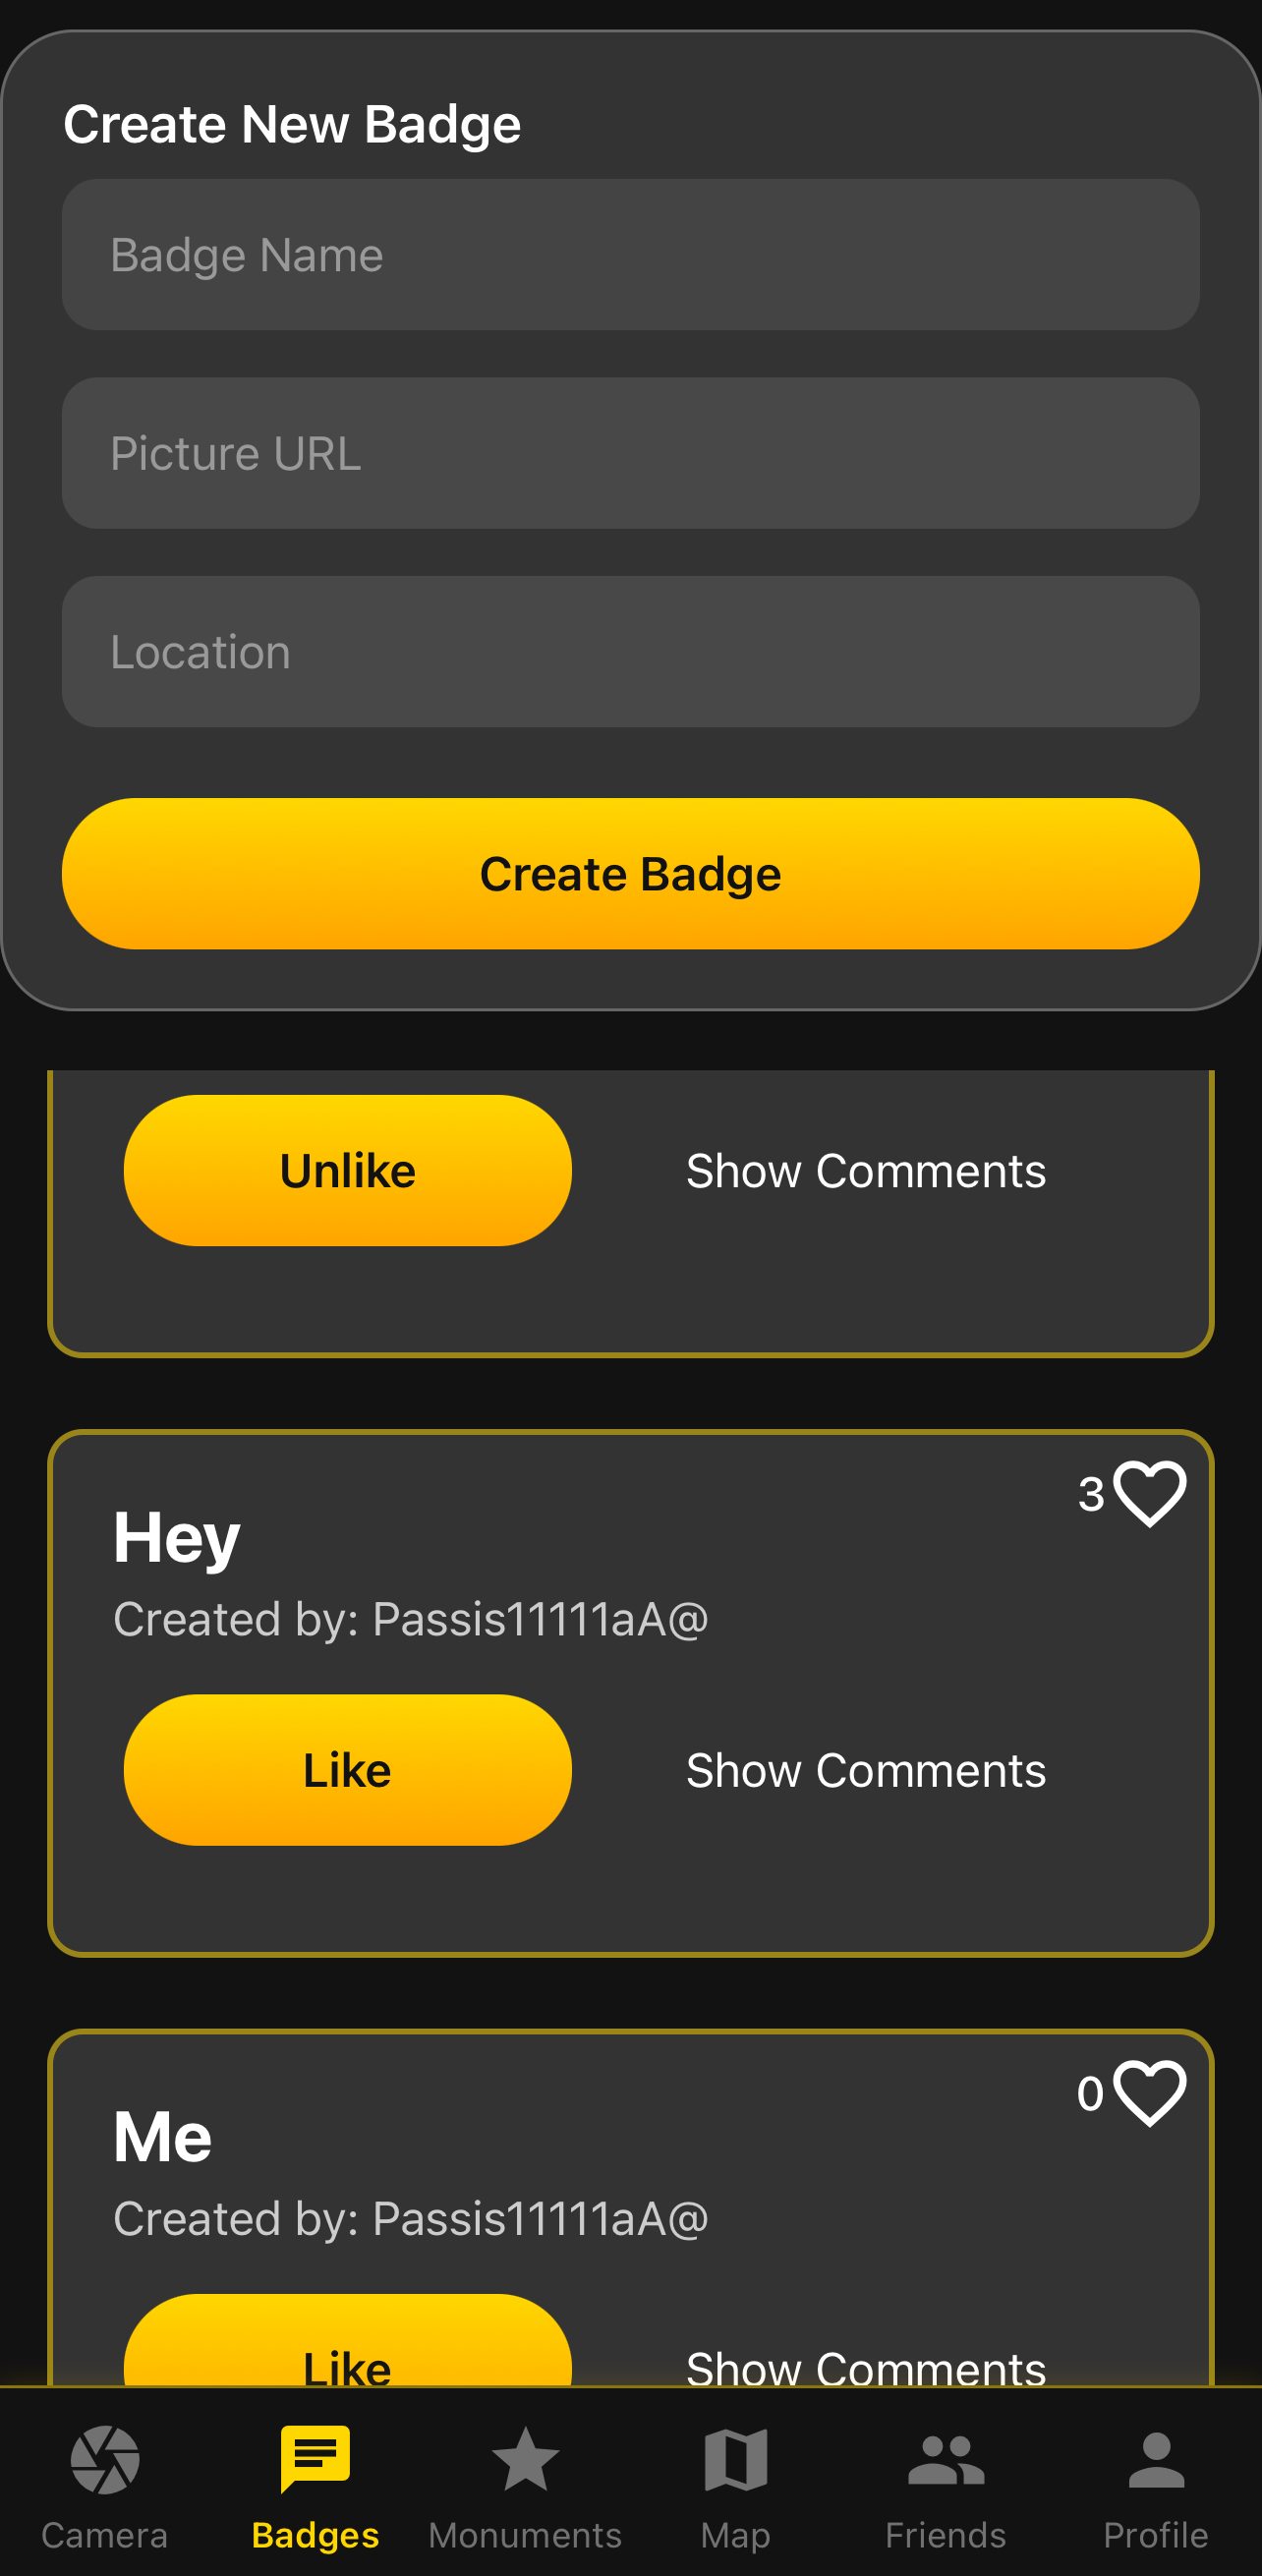 Create New Badge
Badge Name
Picture URL
Location
Create Badge
Unlike Show Comments
3
Hey
Created by: Passis11111aA@
Like Show Comments
0
Me
Created by: Passis11111aA@
Like Show Comments
Camera Badges Monuments Map Friends Profile